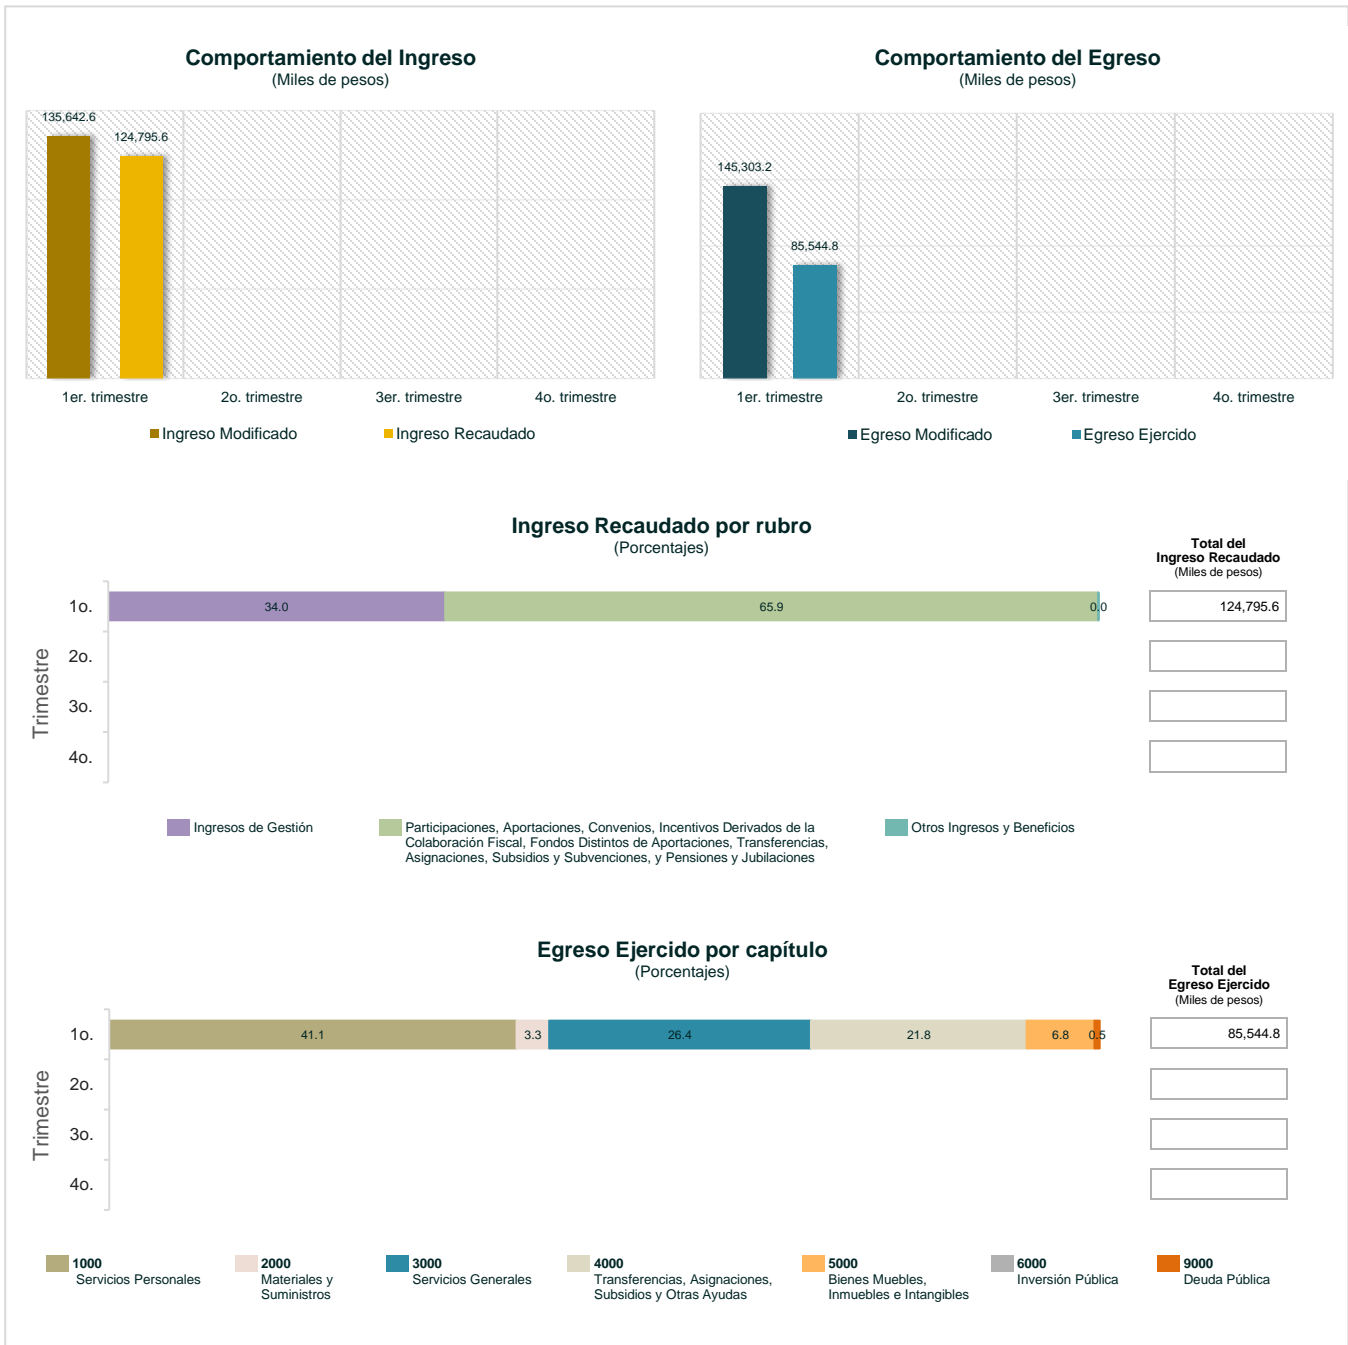 Comportamiento del Ingreso
(Miles de pesos)
135,642.6
124,795.6
1er. trimestre
2o. trimestre
3er. trimestre
4o. trimestre
Ingreso Modificado
Ingreso Recaudado
Comportamiento del Egreso
(Miles de pesos)
145,303.2
85,544.8
1er. trimestre
2o. trimestre
3er. trimestre
4o. trimestre
Egreso Modificado
Egreso Ejercido
Ingreso Recaudado por rubro
(Porcentajes)
Total del
Ingreso Recaudado
(Miles de pesos)
Trimestre
1o.
34.0
65.9
0.0
124,795.6
2o.
3o.
4o.
Ingresos de Gestión
Participaciones, Aportaciones, Convenios, Incentivos Derivados de la
Colaboración Fiscal, Fondos Distintos de Aportaciones, Transferencias,
Asignaciones, Subsidios y Subvenciones, y Pensiones y Jubilaciones
Otros Ingresos y Beneficios
Egreso Ejercido por capítulo
(Porcentajes)
Total del
Egreso Ejercido
(Miles de pesos)
Trimestre
1o.
41.1
3.3
26.4
21.8
6.8
0.5
85,544.8
2o.
3o.
4o.
1000
Servicios Personales
2000
Materiales y
Suministros
3000
Servicios Generales
4000
Transferencias, Asignaciones,
Subsidios y Otras Ayudas
5000
Bienes Muebles,
Inmuebles e Intangibles
6000
Inversión Pública
9000
Deuda Pública